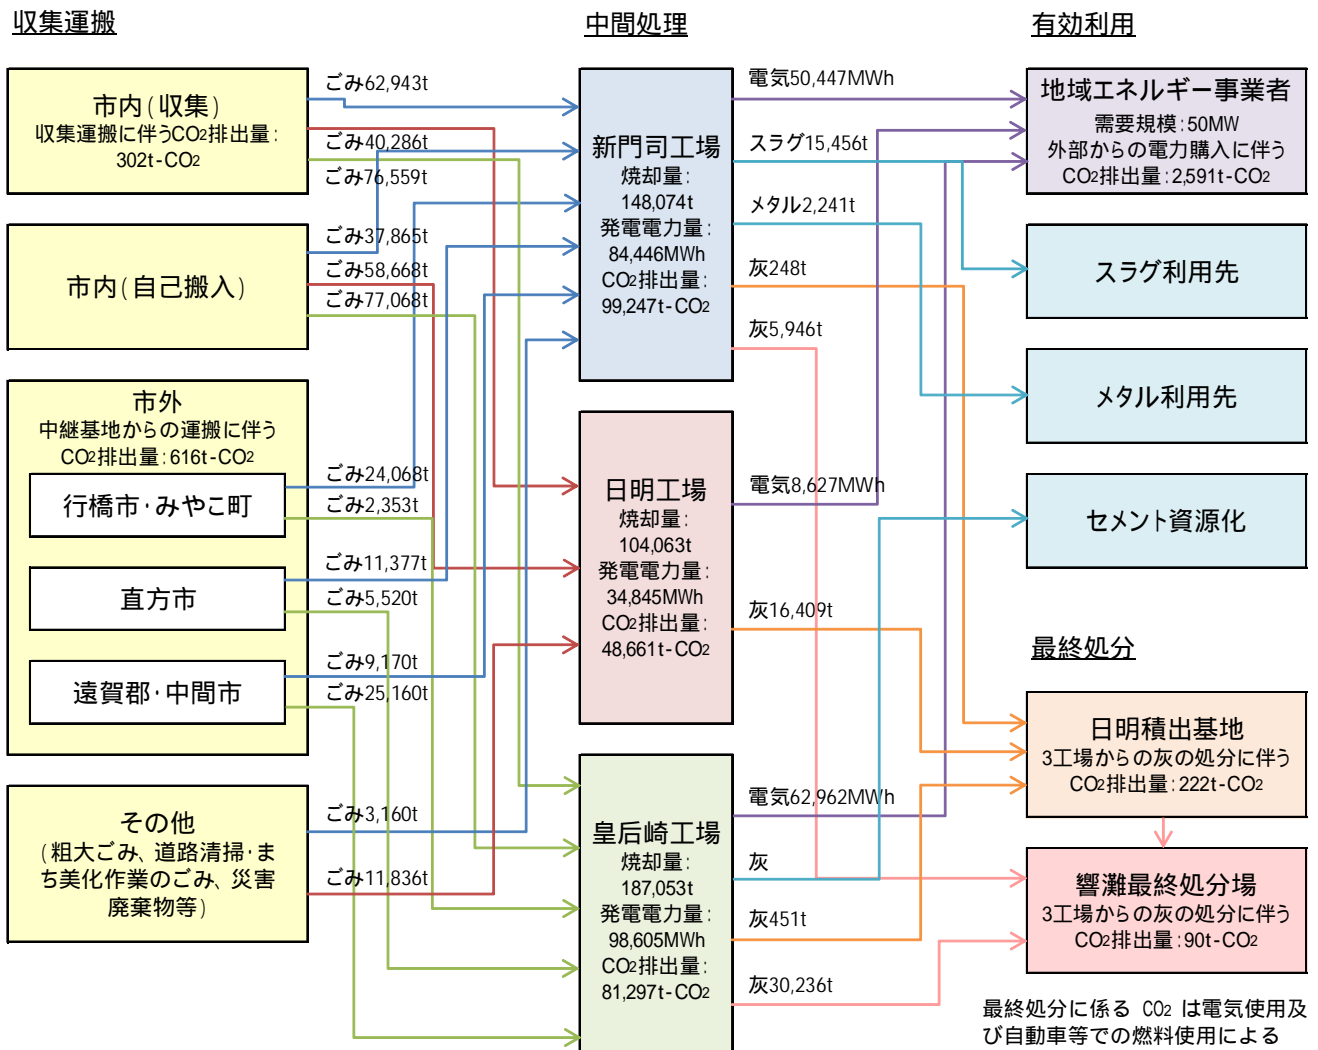 収集運搬
市内(収集)
収集運搬に伴うCO2排出量:
302t-CO2
市内(自己搬入)
市外
中継基地からの運搬に伴う
CO2排出量:616t-CO2
行橋市・みやこ町
直方市
遠賀郡・中間市
その他
(粗大ごみ、道路清掃・ま
ち美化作業のごみ、災害
廃棄物等)
ごみ62,943t
ごみ40,286t
ごみ76,559t
ごみ37,865t
ごみ58,668t
ごみ77,068t
ごみ24,068t
ごみ2,353t
ごみ11,377t
ごみ5,520t
ごみ9,170t
ごみ25,160t
ごみ3,160t
ごみ11,836t
中間処理
新門司工場
焼却量:
148,074t
発電電力量:
84,446MWh
CO2排出量:
99,247t-CO2
日明工場
焼却量:
104,063t
発電電力量:
34,845MWh
CO2排出量:
48,661t-CO2
皇后崎工場
焼却量:
187,053t
発電電力量:
98,605MWh
CO2排出量:
81,297t-CO2
電気50,447MWh
スラグ15,456t
メタル2,241t
灰248t
灰5,946t
電気8,627MWh
灰16,409t
電気62,962MWh
灰
灰451t
灰30,236t
有効利用
地域エネルギー事業者
需要規模:50MW
外部からの電力購入に伴う
CO2排出量:2,591t-CO2
スラグ利用先
メタル利用先
セメント資源化
最終処分
日明積出基地
3工場からの灰の処分に伴う
CO2排出量:222t-CO2
響灘最終処分場
3工場からの灰の処分に伴う
CO2排出量:90t-CO2
最終処分に係る CO2 は電気使用及
び自動車等での燃料使用による